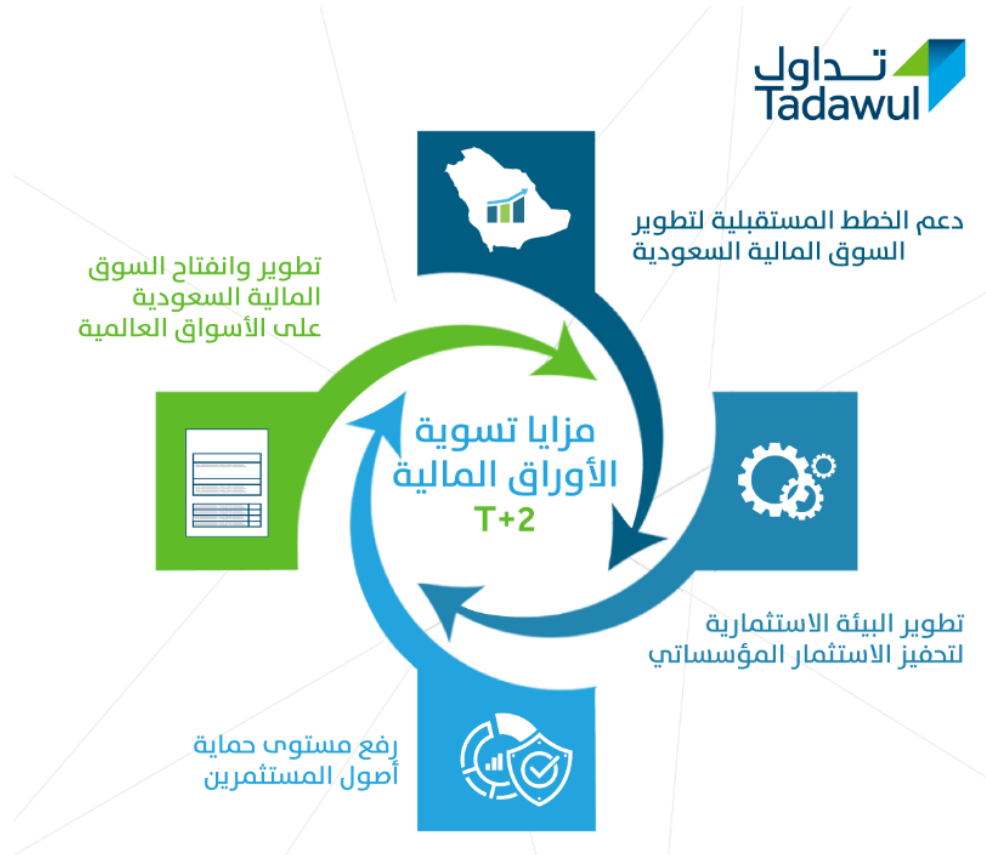 تداول
Tadawul
دعم الخطط المستقبلية لتطوير
السوق المالية السعودية
تطوير وانفتاح السوق
المالية السعودية
على الأسواق العالمية
مزايا تسوية
الأوراق المالية
T+2
تطوير البيئة الاستثمارية
لتحفيز الاستثمار المؤسساتي
رفع مستوى حماية
أصول المستثمرين